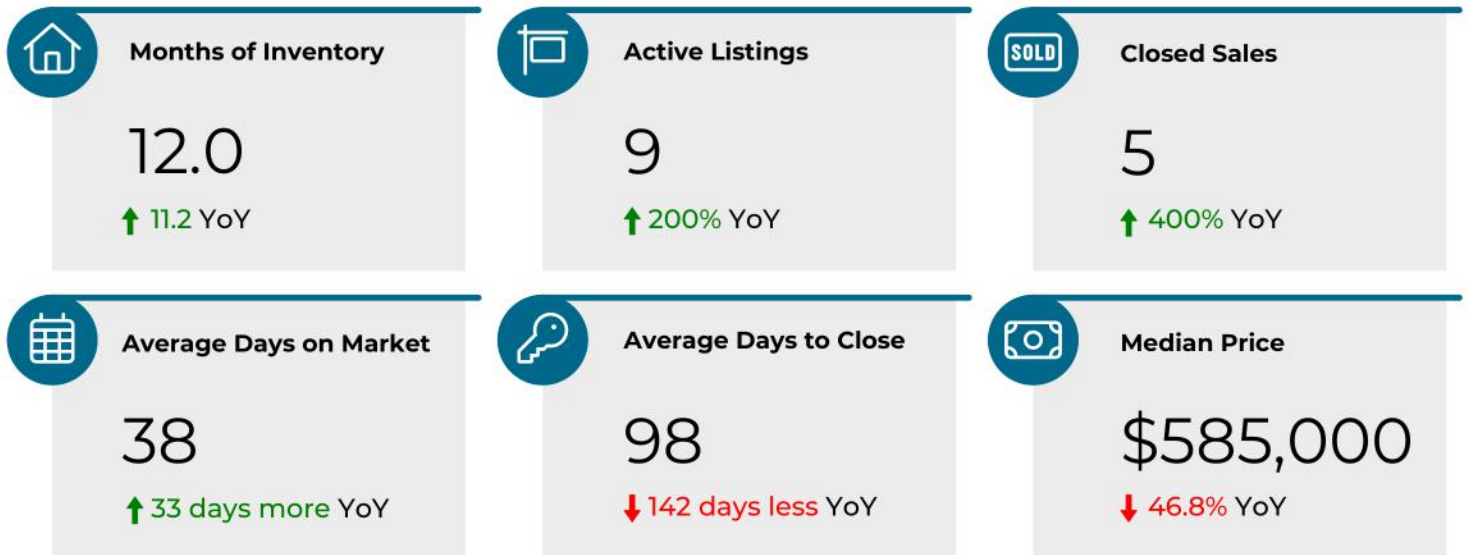 Months of Inventory
12.0
11.2 YoY
Active Listings
9
200% YoY
SOLD
Closed Sales
5
400% YoY
Average Days on Market
38
33 days more YoY
Average Days to Close
98
142 days less YoY
Median Price
$585,000
46.8% YoY